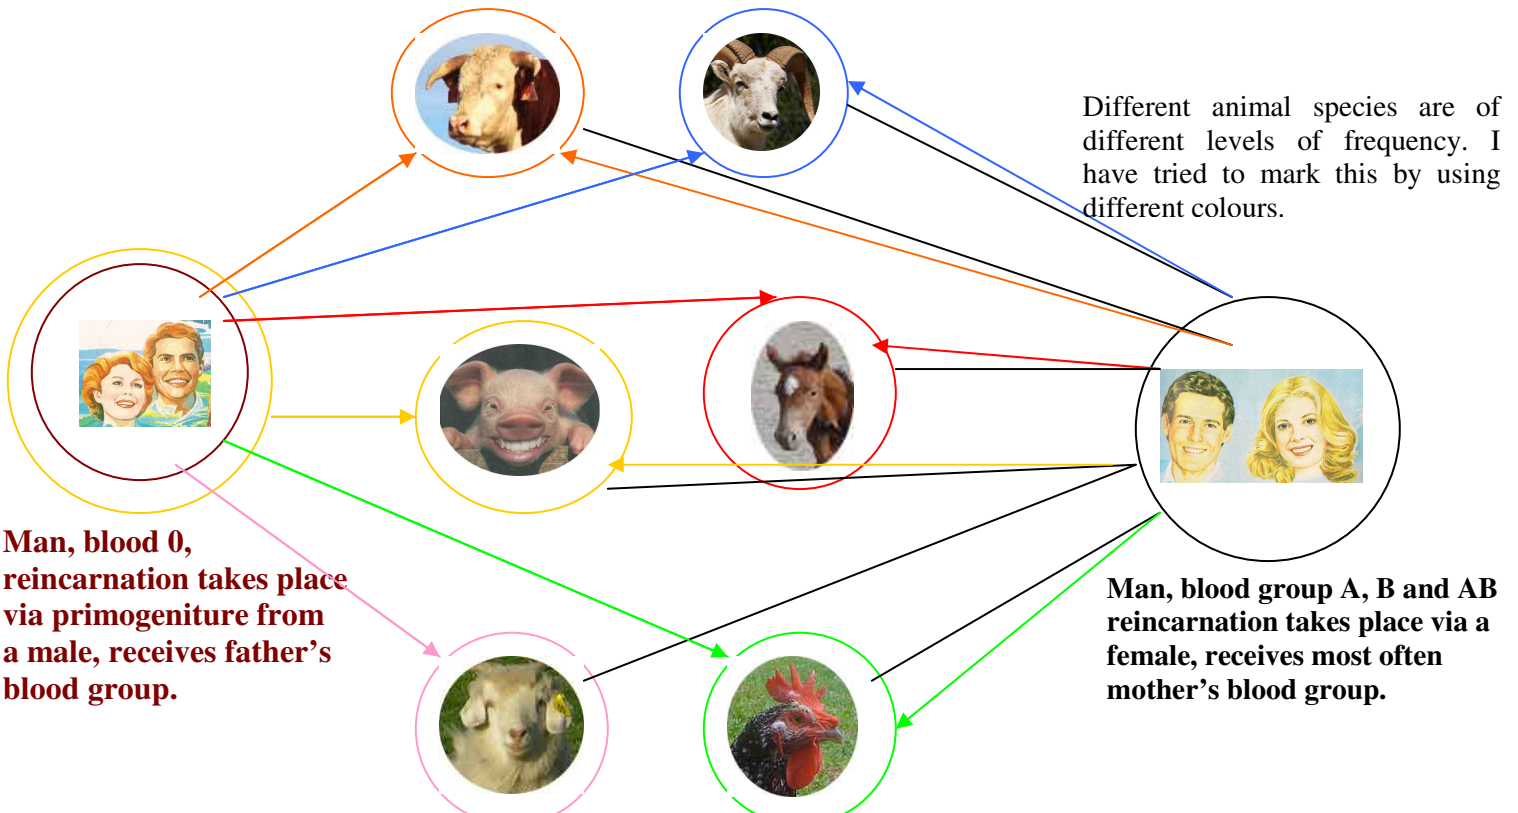 Different animal species are of
different levels of frequency. I
have tried to mark this by using
different colours.
Man, blood 0,
reincarnation takes place
via primogeniture from
a male, receives father’s
blood group.
Man, blood group A, B and AB
reincarnation takes place via a
female, receives most often
mother’s blood group.